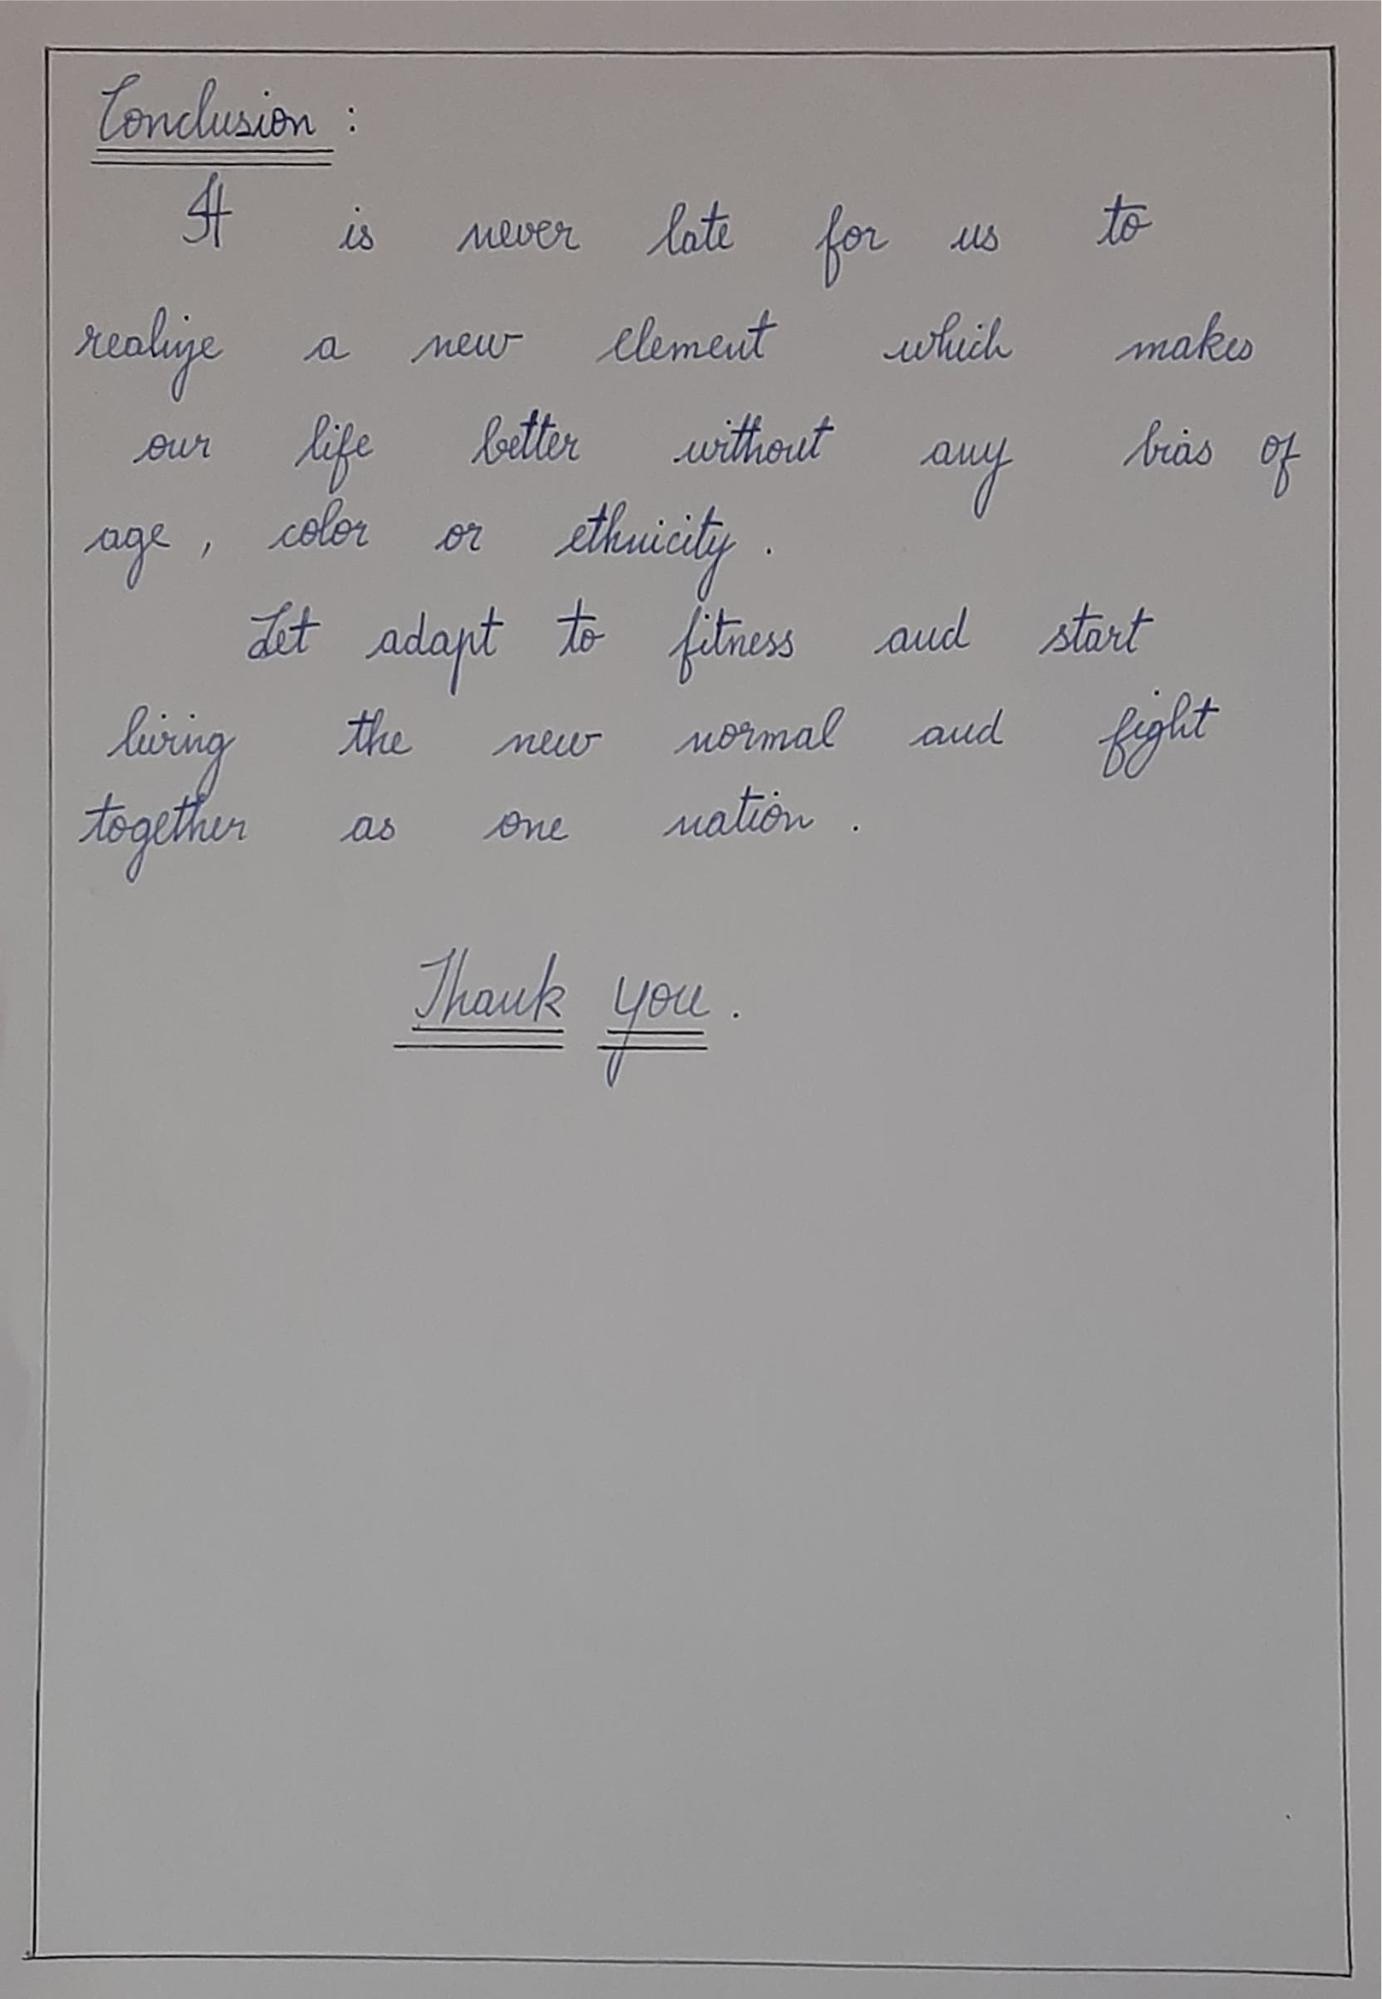 Conclusion :
It is never late for us to
realize a new element which makes
our life better without any bias of
age, color or ethnicity.
Let adapt to fitness and start
living the new normal and fight
together as one nation.
Thank you.